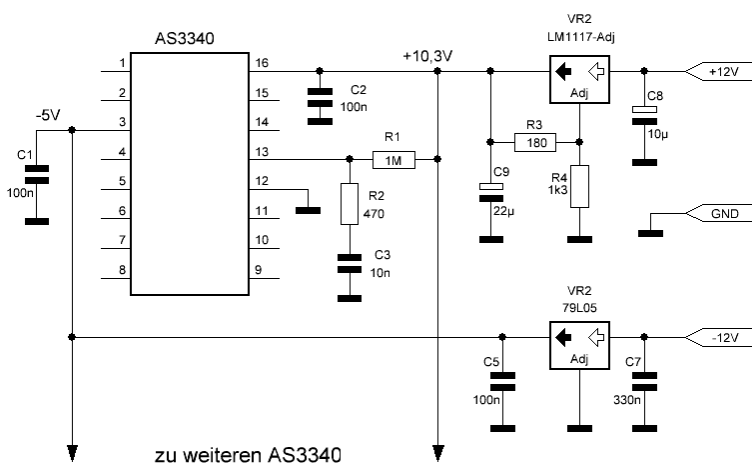 VR2
LM1117-Adj
AS3340
+10,3V
1
2
3
4
5
6
7
8
16
15
14
13
12
11
10
9
-5V
C1
100n
C2
100n
R1
1M
R2
470
C3
10n
Adj
+12V
C8
10µ
R3
180
R4
1k3
C9
22µ
GND
VR2
79L05
Adj
-12V
C5
100n
C7
330n
zu weiteren AS3340